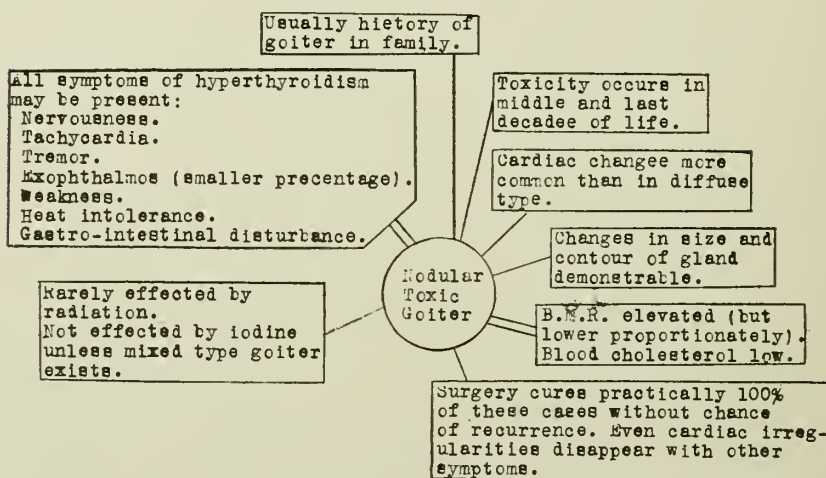 Usually hietory of
goiter in family.
All symptoms of hyperthyroidism
may be present:
Nervousness.
Tachycardia.
Tremor.
Exophthalmos (smaller precentage).
Weakness.
Heat intolerance.
Gastro-intestinal disturbance.
Toxicity occurs in
middle and last
decadee of life.
Cardiac changee more
common than in diffuse
type.
Changes in size and
contour of gland
demonstrable.
Nodular
Toxic
Goiter
Rarely effected by
radiation.
Not effected by iodine
unless mixed type goiter
exists.
B.M.R. elevated (but
lower proportionately).
Blood cholesterol low.
Surgery cures practically 100%
of these cases without chance
of recurrence. Even cardiac irreg-
ularities disappear with other
symptoms.